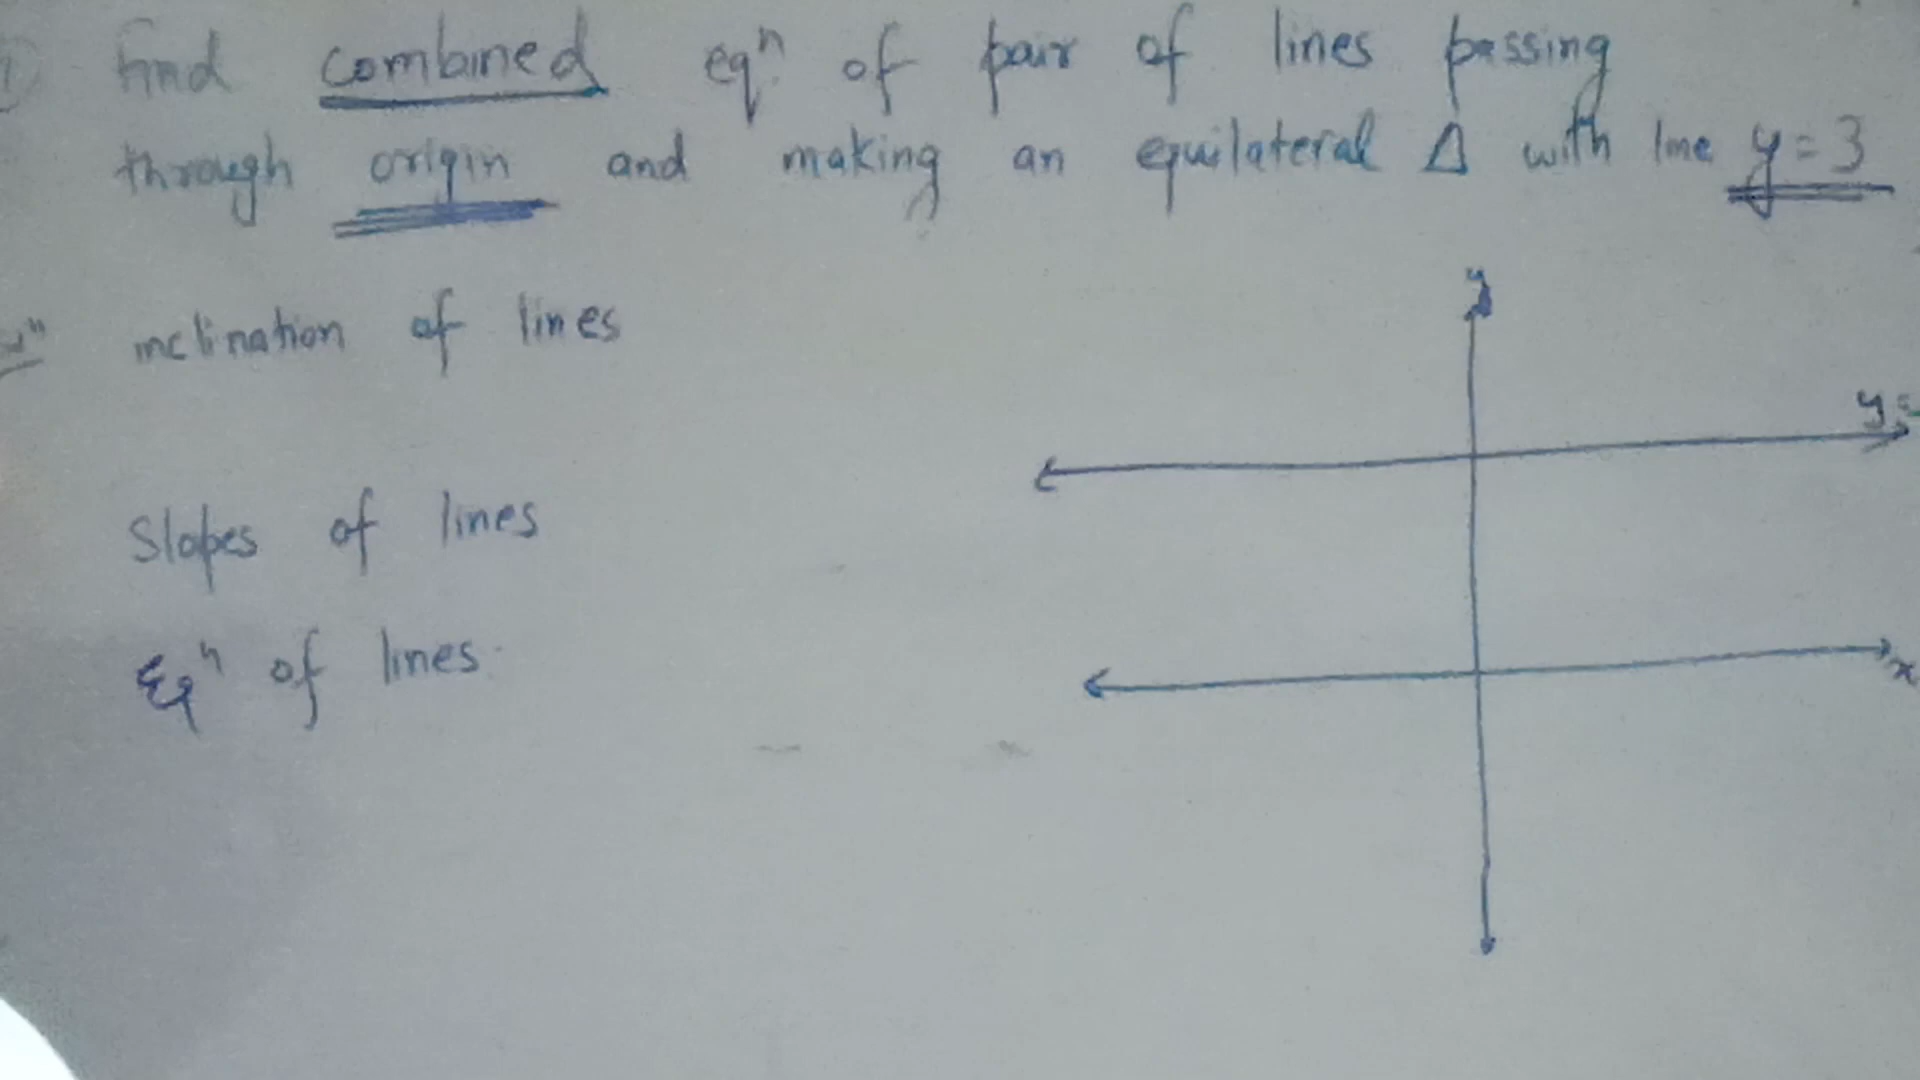 ① find combined eqⁿ of pair of lines passing
through origin and making an equilateral Δ with line y = 3
inclination of lines
y
y =
Slopes of lines
Eqⁿ of lines.
x